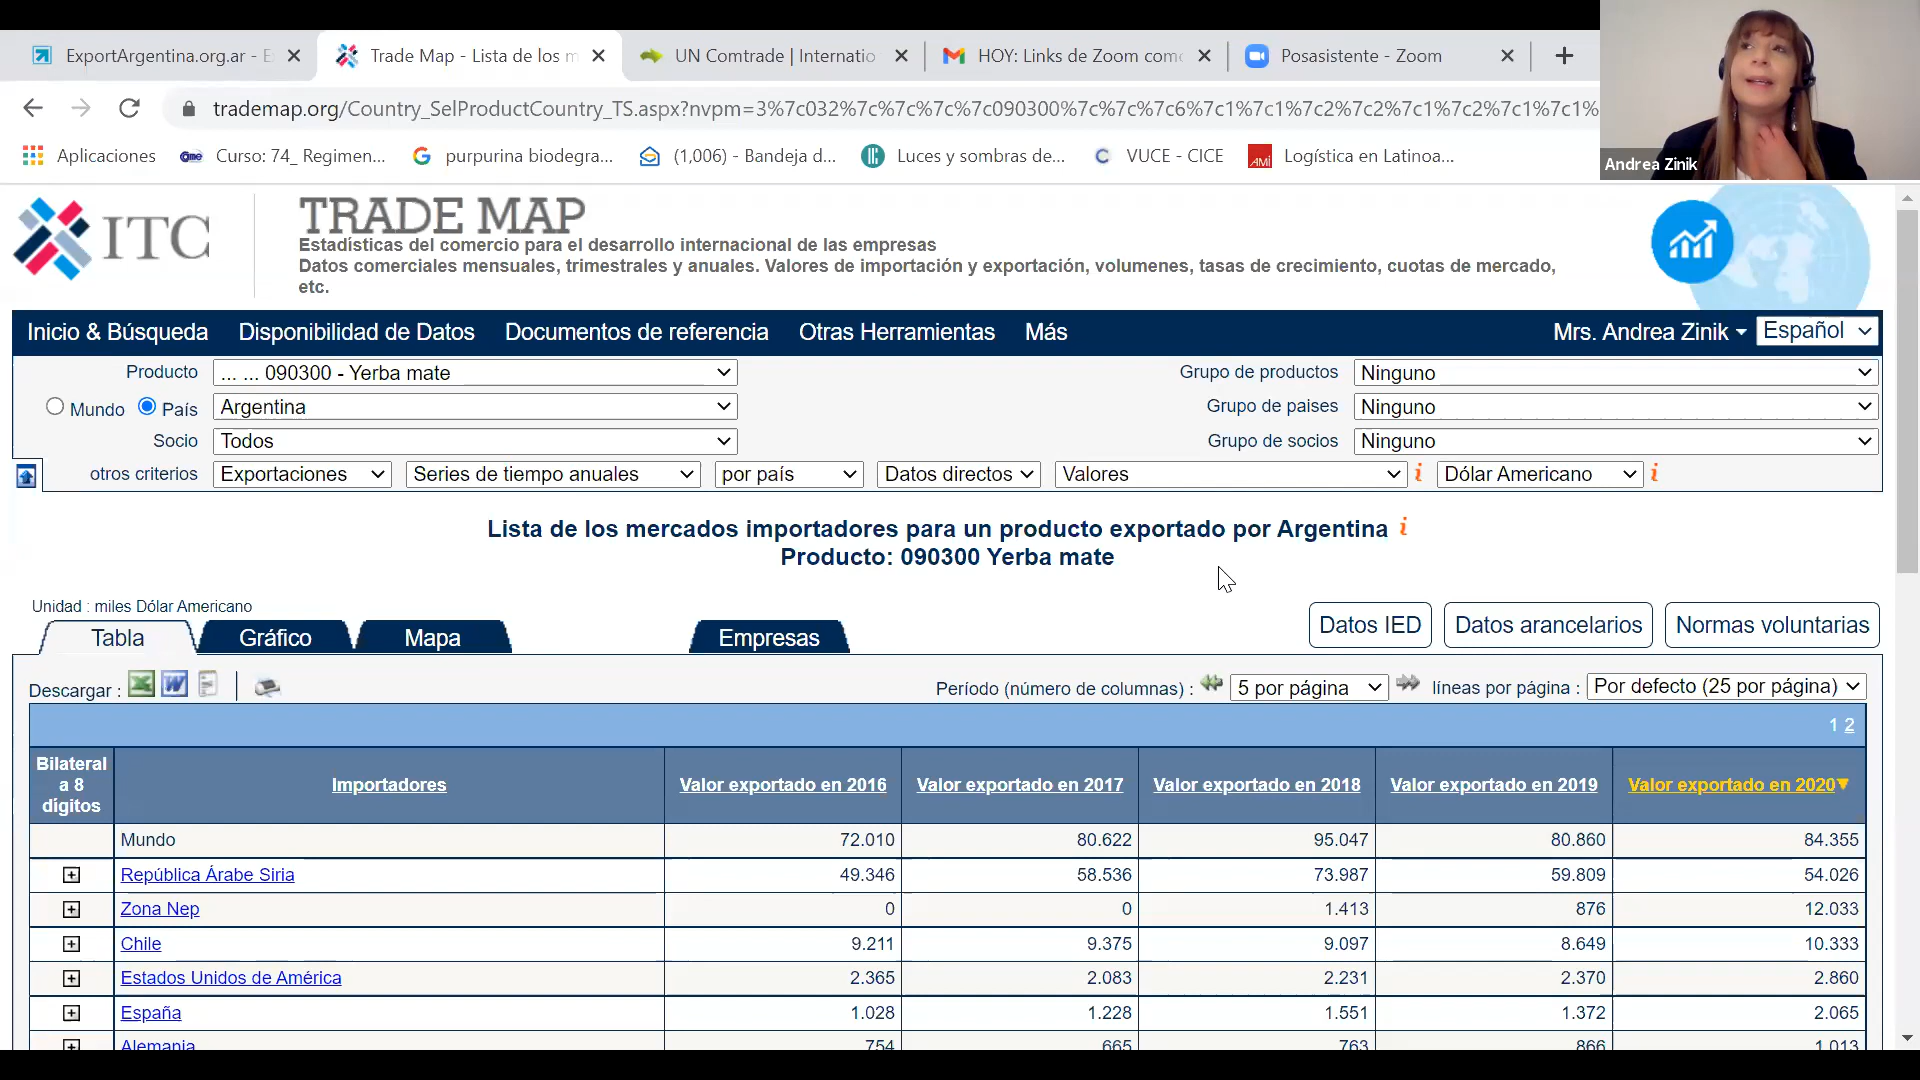 ExportArgentina.org.ar - E
Trade Map - Lista de los m
UN Comtrade | Internatio
HOY: Links de Zoom com
Posasistente - Zoom
trademap.org/Country_SelProductCountry_TS.aspx?nvpm=3%7c032%7c%7c%7c%7c090300%7c%7c%7c6%7c1%7c1%7c2%7c2%7c1%7c2%7c1%7c1%
Aplicaciones
Curso: 74_ Regimen...
purpurina biodegra...
(1,006) - Bandeja d...
Luces y sombras de...
VUCE - CICE
Logística en Latinoa...
Andrea Zinik
ITC
TRADE MAP
Estadísticas del comercio para el desarrollo internacional de las empresas
Datos comerciales mensuales, trimestrales y anuales. Valores de importación y exportación, volumenes, tasas de crecimiento, cuotas de mercado,
etc.
Inicio & Búsqueda Disponibilidad de Datos Documentos de referencia Otras Herramientas Más Mrs. Andrea Zinik Español
Producto ... ... 090300 - Yerba mate Grupo de productos Ninguno
Mundo País Argentina Grupo de paises Ninguno
Socio Todos Grupo de socios Ninguno
otros criterios Exportaciones Series de tiempo anuales por país Datos directos Valores i Dólar Americano i
Lista de los mercados importadores para un producto exportado por Argentina i
Producto: 090300 Yerba mate
Unidad : miles Dólar Americano
Datos IED Datos arancelarios Normas voluntarias
Tabla Gráfico Mapa Empresas
Descargar : Período (número de columnas) : 5 por página líneas por página : Por defecto (25 por página)
1 2
Bilateral a 8 dígitos Importadores Valor exportado en 2016 Valor exportado en 2017 Valor exportado en 2018 Valor exportado en 2019 Valor exportado en 2020▼
Mundo 72.010 80.622 95.047 80.860 84.355
República Árabe Siria 49.346 58.536 73.987 59.809 54.026
Zona Nep 0 0 1.413 876 12.033
Chile 9.211 9.375 9.097 8.649 10.333
Estados Unidos de América 2.365 2.083 2.231 2.370 2.860
España 1.028 1.228 1.551 1.372 2.065
Alemania 754 665 763 866 1.013